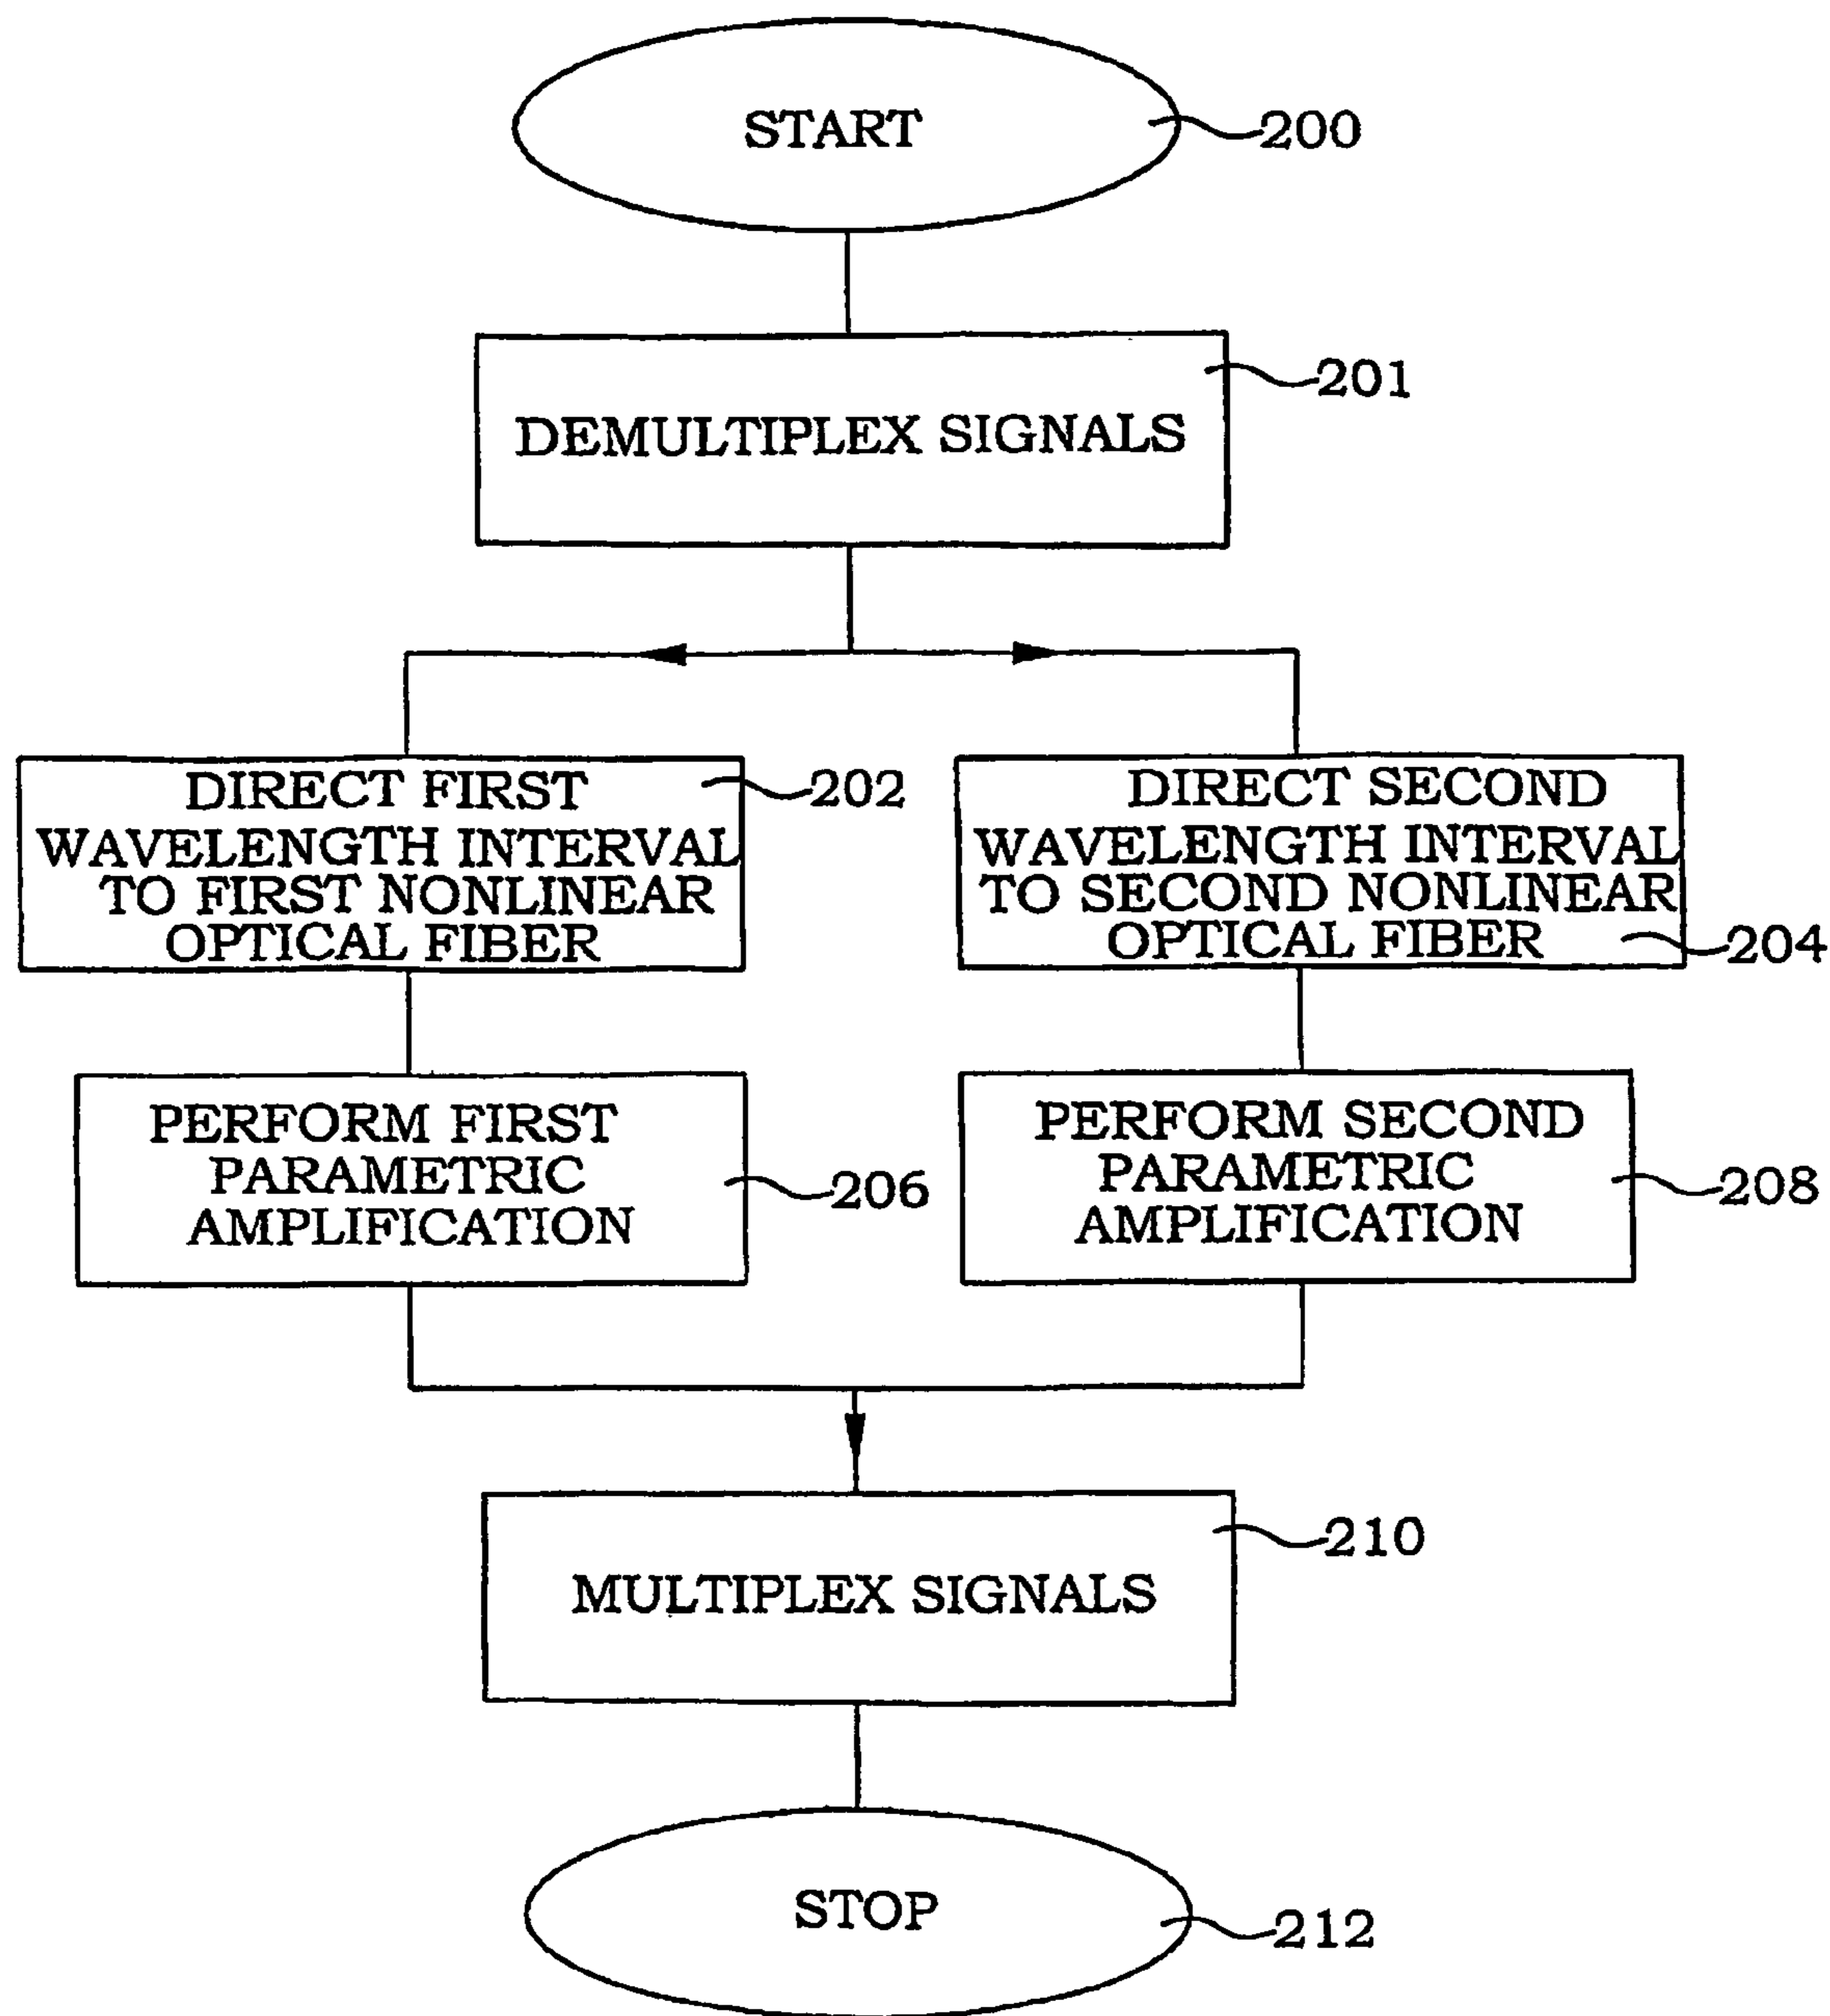 START
200
DEMULTIPLEX SIGNALS
201
DIRECT FIRST
WAVELENGTH INTERVAL
TO FIRST NONLINEAR
OPTICAL FIBER
202
DIRECT SECOND
WAVELENGTH INTERVAL
TO SECOND NONLINEAR
OPTICAL FIBER
204
PERFORM FIRST
PARAMETRIC
AMPLIFICATION
206
PERFORM SECOND
PARAMETRIC
AMPLIFICATION
208
MULTIPLEX SIGNALS
210
STOP
212